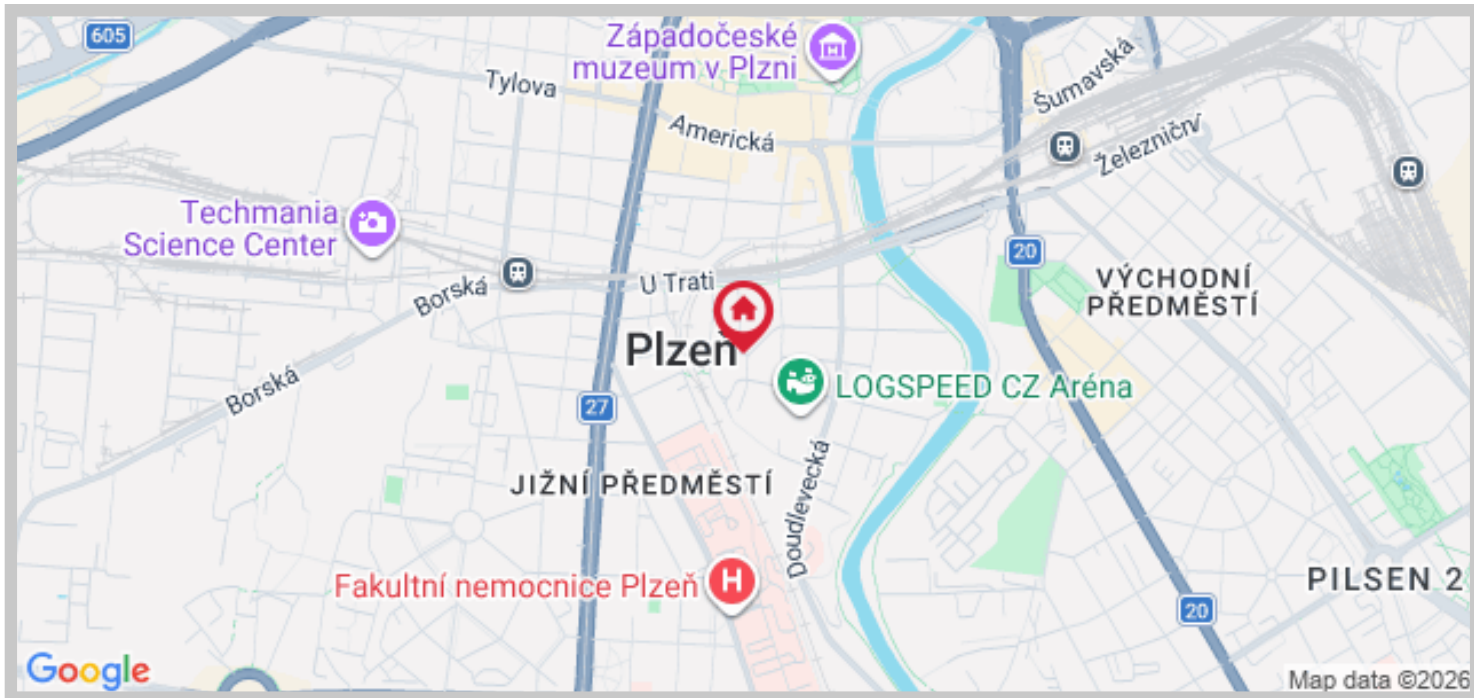 605
Západočeské
muzeum v Plzni
Tylova
Americká
Šumavská
Železniční
Techmania
Science Center
Borská
U Trati
20
VÝCHODNÍ
PŘEDMĚSTÍ
Plzeň
LOGSPEED CZ Aréna
Borská
27
JIŽNÍ PŘEDMĚSTÍ
Doudlevecká
Fakultní nemocnice Plzeň
H
PILSEN 2
20
Google
Map data ©2026